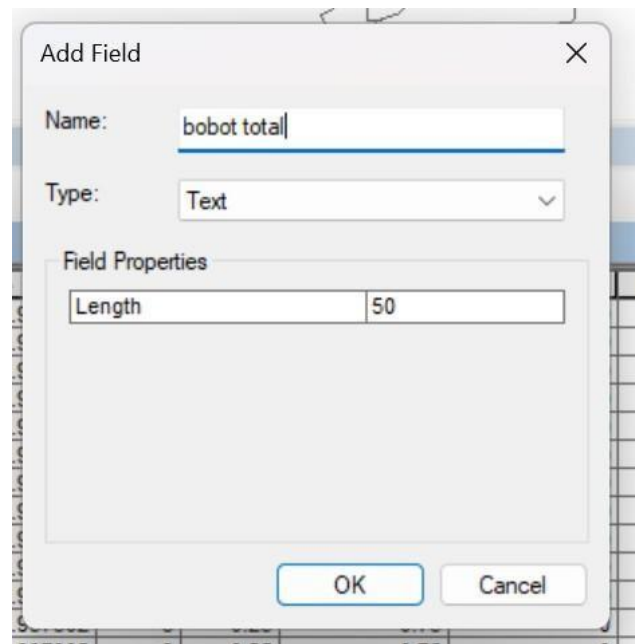 Add Field
Name:
bobot total
Type:
Text
Field Properties
Length 50
OK Cancel